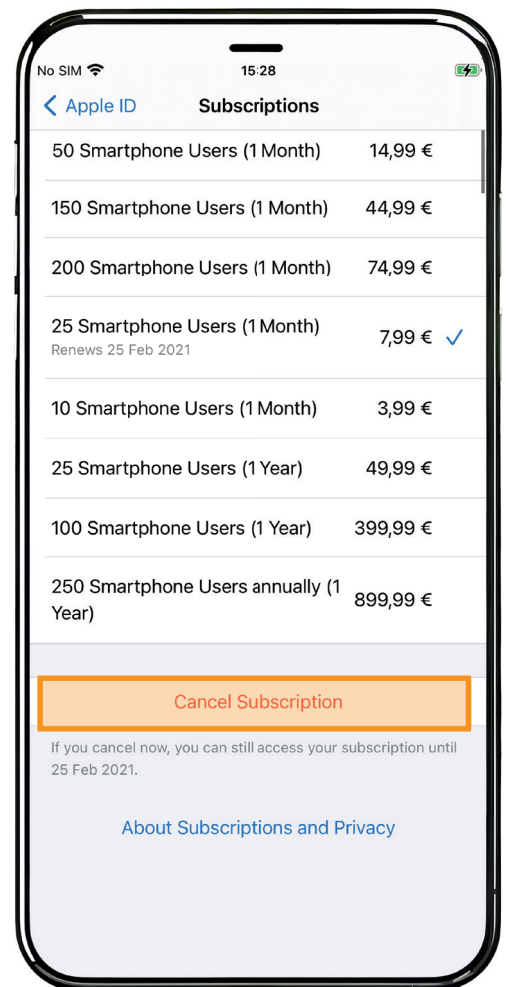 No SIM 15:28
Apple ID Subscriptions
50 Smartphone Users (1 Month) 14,99 €
150 Smartphone Users (1 Month) 44,99 €
200 Smartphone Users (1 Month) 74,99 €
25 Smartphone Users (1 Month) 7,99 €
Renews 25 Feb 2021
10 Smartphone Users (1 Month) 3,99 €
25 Smartphone Users (1 Year) 49,99 €
100 Smartphone Users (1 Year) 399,99 €
250 Smartphone Users annually (1
Year) 899,99 €
Cancel Subscription
If you cancel now, you can still access your subscription until
25 Feb 2021.
About Subscriptions and Privacy